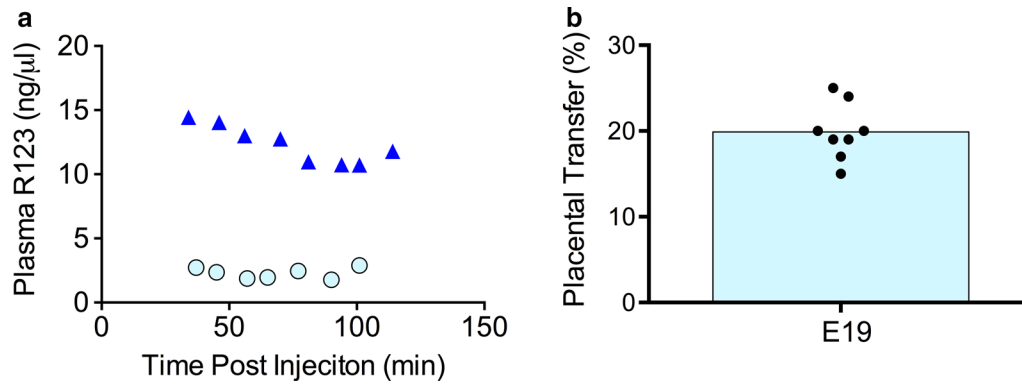 a
Plasma R123 (ng/μl)
20
15
10
5
0
0 50 100 150
Time Post Injeciton (min)
b
Placental Transfer (%)
30
20
10
0
E19